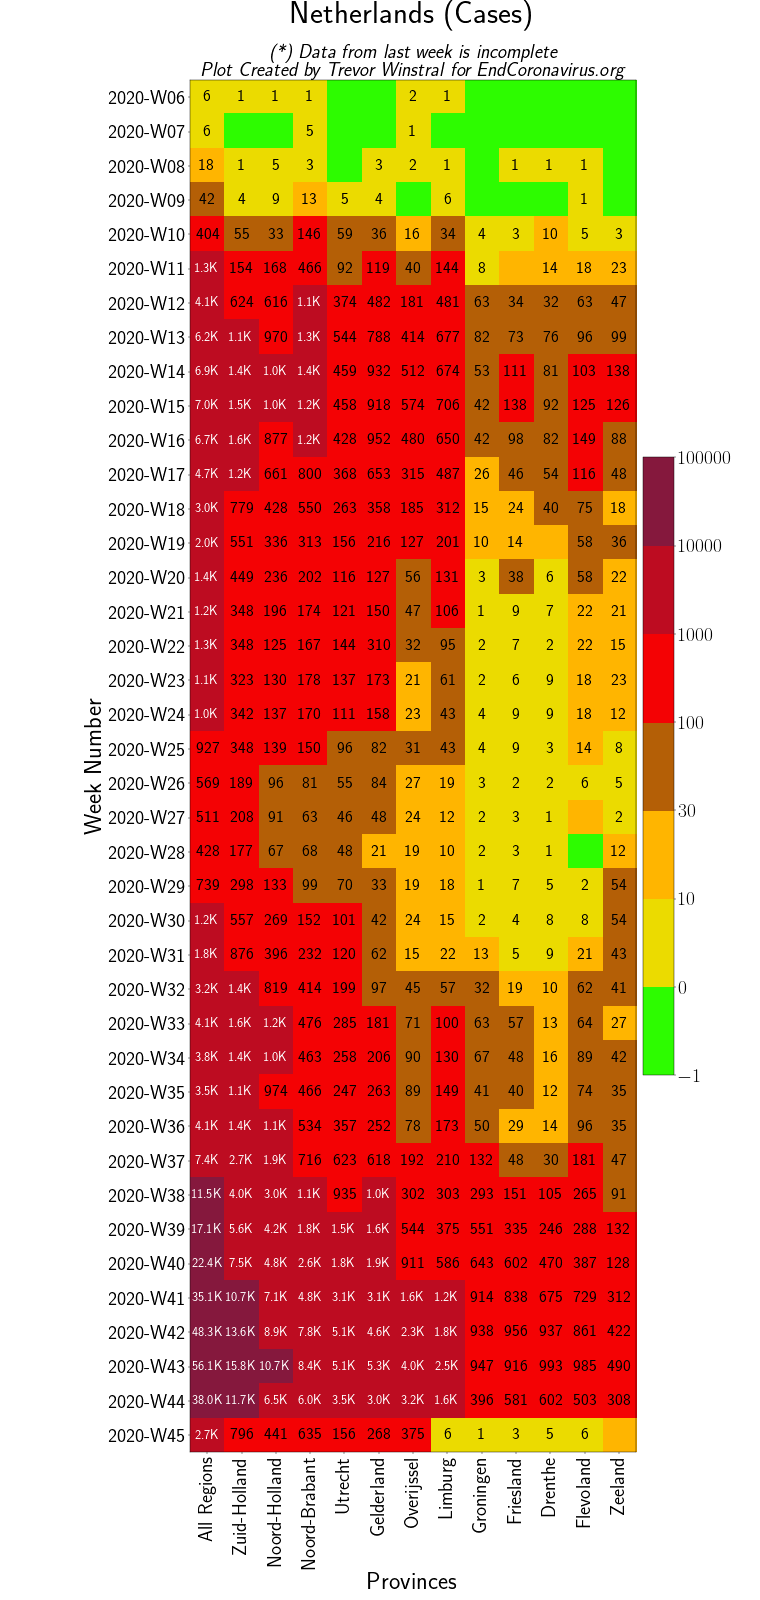 Netherlands (Cases)
(*) Data from last week is incomplete
Plot Created by Trevor Winstral for EndCoronavirus.org
2020-W06 6 1 1 1 2 1
2020-W07 6 5 1
2020-W08 18 1 5 3 3 2 1 1 1 1
2020-W09 42 4 9 13 5 4 6 1
2020-W10 404 55 33 146 59 36 16 34 4 3 10 5 3
2020-W11 1.3K 154 168 466 92 119 40 144 8 14 18 23
2020-W12 4.1K 624 616 1.1K 374 482 181 481 63 34 32 63 47
2020-W13 6.2K 1.1K 970 1.3K 544 788 414 677 82 73 76 96 99
2020-W14 6.9K 1.4K 1.0K 1.4K 459 932 512 674 53 111 81 103 138
2020-W15 7.0K 1.5K 1.0K 1.2K 458 918 574 706 42 138 92 125 126
2020-W16 6.7K 1.6K 877 1.2K 428 952 480 650 42 98 82 149 88
2020-W17 4.7K 1.2K 661 800 368 653 315 487 26 46 54 116 48
2020-W18 3.0K 779 428 550 263 358 185 312 15 24 40 75 18
2020-W19 2.0K 551 336 313 156 216 127 201 10 14 58 36
2020-W20 1.4K 449 236 202 116 127 56 131 3 38 6 58 22
2020-W21 1.2K 348 196 174 121 150 47 106 1 9 7 22 21
2020-W22 1.3K 348 125 167 144 310 32 95 2 7 2 22 15
2020-W23 1.1K 323 130 178 137 173 21 61 2 6 9 18 23
2020-W24 1.0K 342 137 170 111 158 23 43 4 9 9 18 12
2020-W25 927 348 139 150 96 82 31 43 4 9 3 14 8
2020-W26 569 189 96 81 55 84 27 19 3 2 2 6 5
2020-W27 511 208 91 63 46 48 24 12 2 3 1 2
2020-W28 428 177 67 68 48 21 19 10 2 3 1 12
2020-W29 739 298 133 99 70 33 19 18 1 7 5 2 54
2020-W30 1.2K 557 269 152 101 42 24 15 2 4 8 8 54
2020-W31 1.8K 876 396 232 120 62 15 22 13 5 9 21 43
2020-W32 3.2K 1.4K 819 414 199 97 45 57 32 19 10 62 41
2020-W33 4.1K 1.6K 1.2K 476 285 181 71 100 63 57 13 64 27
2020-W34 3.8K 1.4K 1.0K 463 258 206 90 130 67 48 16 89 42
2020-W35 3.5K 1.1K 974 466 247 263 89 149 41 40 12 74 35
2020-W36 4.1K 1.4K 1.1K 534 357 252 78 173 50 29 14 96 35
2020-W37 7.4K 2.7K 1.9K 716 623 618 192 210 132 48 30 181 47
2020-W38 11.5K 4.0K 3.0K 1.1K 935 1.0K 302 303 293 151 105 265 91
2020-W39 17.1K 5.6K 4.2K 1.8K 1.5K 1.6K 544 375 551 335 246 288 132
2020-W40 22.4K 7.5K 4.8K 2.6K 1.8K 1.9K 911 586 643 602 470 387 128
2020-W41 35.1K 10.7K 7.1K 4.8K 3.1K 3.1K 1.6K 1.2K 914 838 675 729 312
2020-W42 48.3K 13.6K 8.9K 7.8K 5.1K 4.6K 2.3K 1.8K 938 956 937 861 422
2020-W43 56.1K 15.8K 10.7K 8.4K 5.1K 5.3K 4.0K 2.5K 947 916 993 985 490
2020-W44 38.0K 11.7K 6.5K 6.0K 3.5K 3.0K 3.2K 1.6K 396 581 602 503 308
2020-W45 2.7K 796 441 635 156 268 375 6 1 3 5 6
Week Number
All Regions
Zuid-Holland
Noord-Holland
Noord-Brabant
Utrecht
Gelderland
Overijssel
Limburg
Groningen
Friesland
Drenthe
Flevoland
Zeeland
Provinces
100000
10000
1000
100
30
10
0
−1